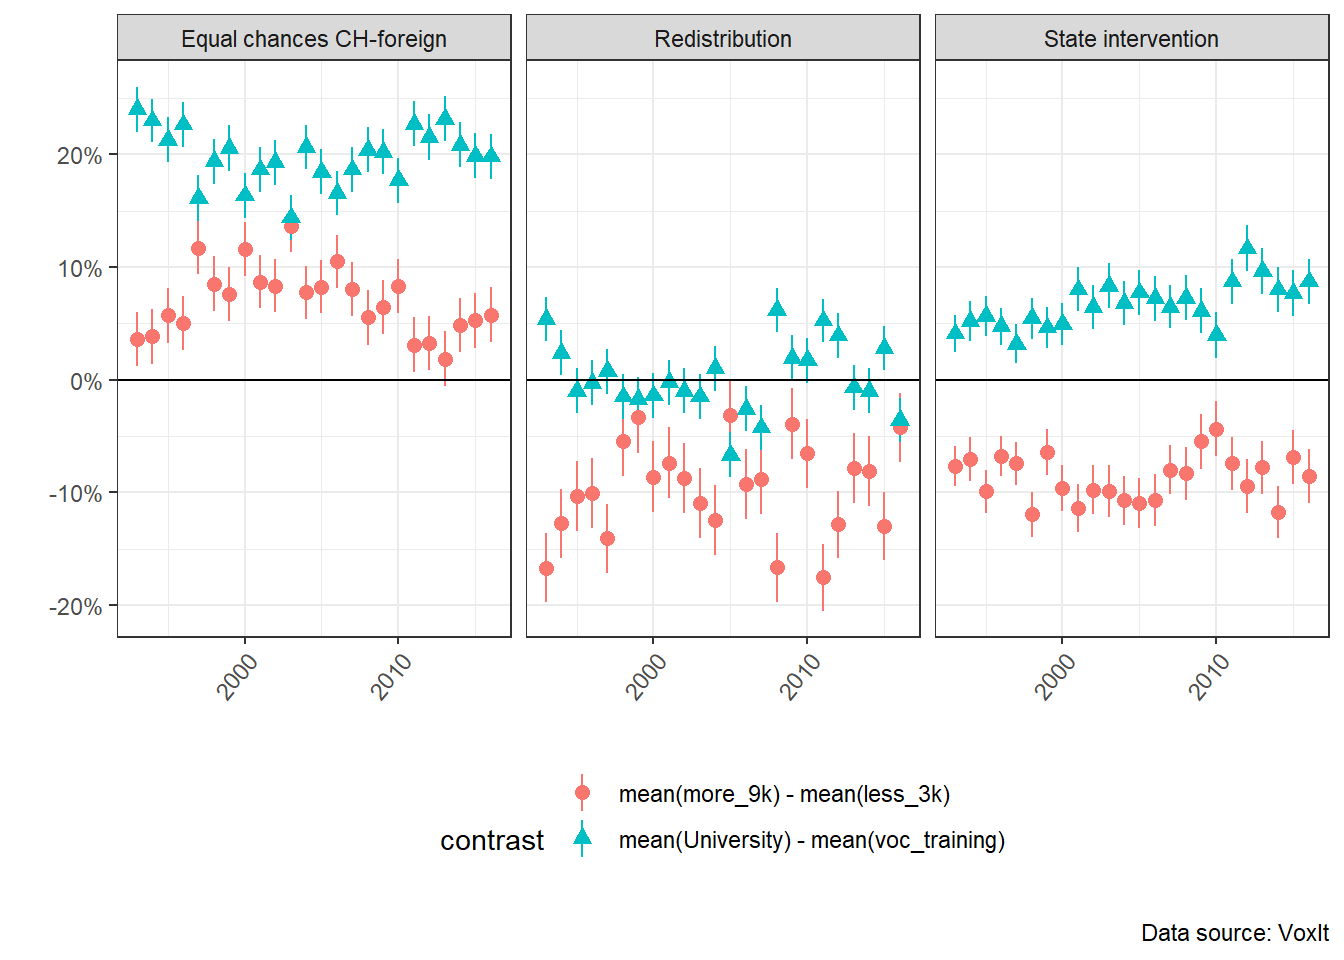 Equal chances CH-foreign
Redistribution
State intervention
20%
10%
0%
-10%
-20%
2000
2010
2000
2010
2000
2010
contrast
mean(more_9k) - mean(less_3k)
mean(University) - mean(voc_training)
Data source: VoxIt